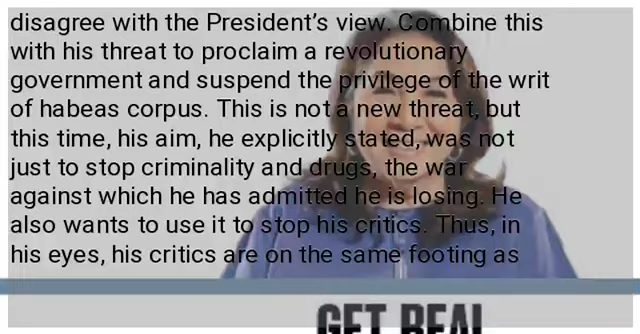 disagree with the President’s view. Combine this
with his threat to proclaim a revolutionary
government and suspend the privilege of the writ
of habeas corpus. This is not a new threat, but
this time, his aim, he explicitly stated, was not
just to stop criminality and drugs, the war
against which he has admitted he is losing. He
also wants to use it to stop his critics. Thus, in
his eyes, his critics are on the same footing as
GET REAL